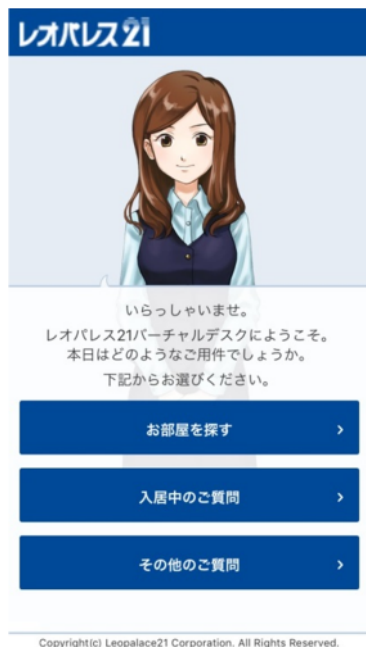 レオパレス21
いらっしゃいませ。
レオパレス21バーチャルデスクにようこそ。
本日はどのようなご用件でしょうか。
下記からお選びください。
お部屋を探す
入居中のご質問
その他のご質問
Copyright(c) Leopalace21 Corporation. All Rights Reserved.